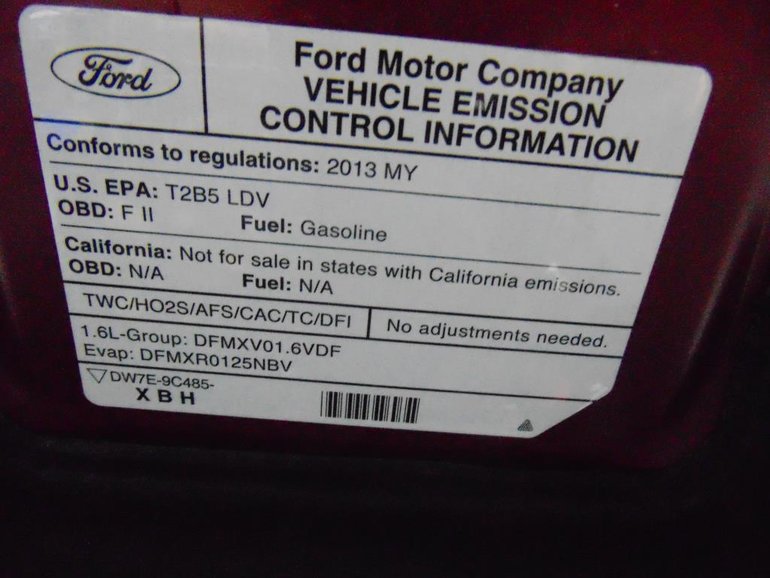 Ford
Ford Motor Company
VEHICLE EMISSION
CONTROL INFORMATION
Conforms to regulations: 2013 MY
U.S. EPA: T2B5 LDV
OBD: F II Fuel: Gasoline
California: Not for sale in states with California emissions.
OBD: N/A Fuel: N/A
TWC/HO2S/AFS/CAC/TC/DFI
No adjustments needed.
1.6L-Group: DFMXV01.6VDF
Evap: DFMXR0125NBV
DW7E-9C485-
X B H